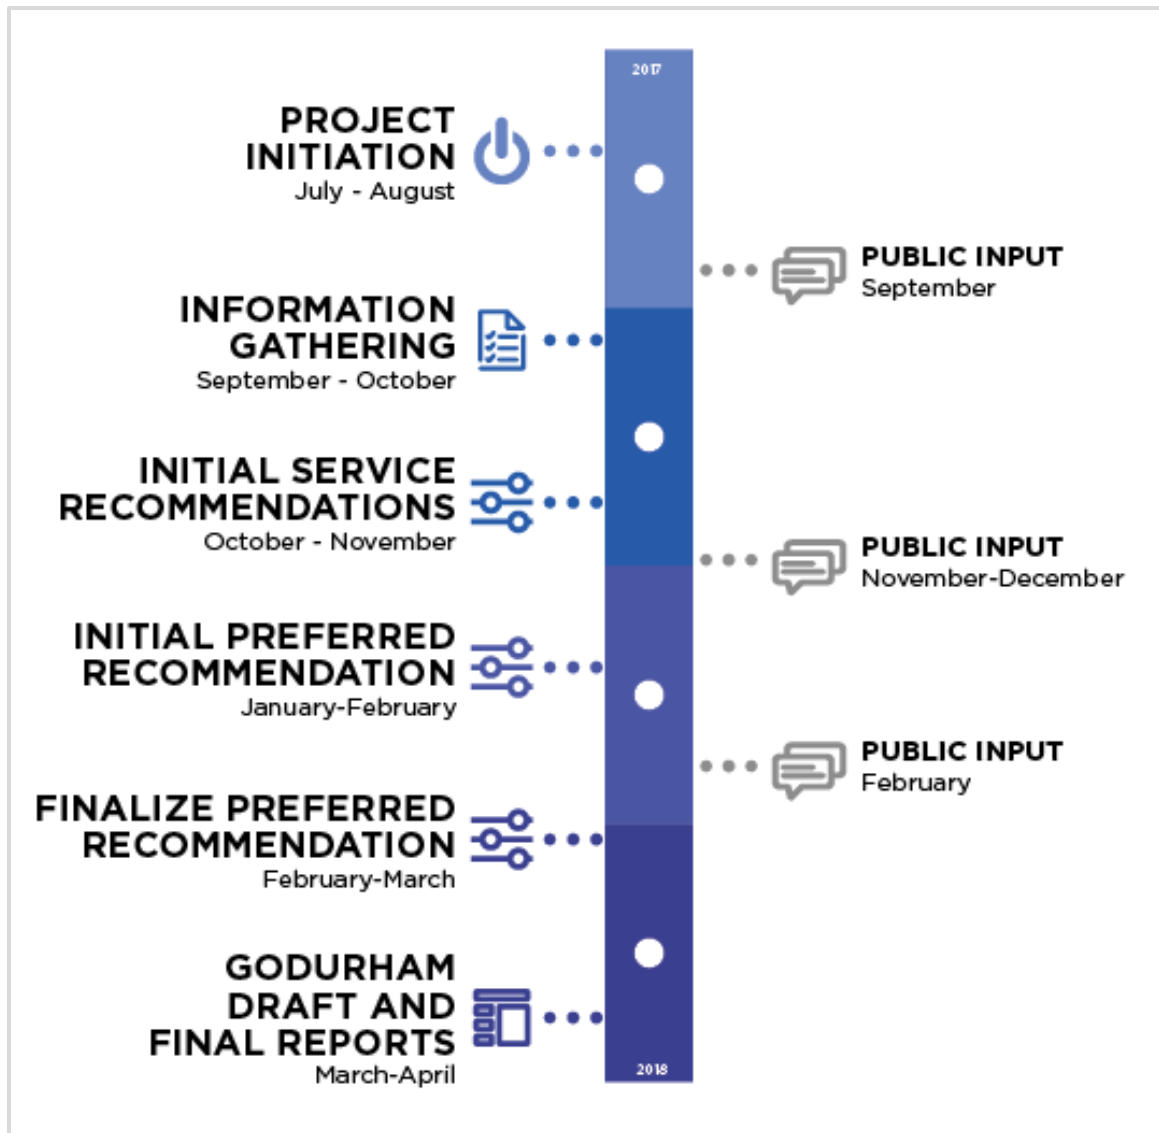 2017
PROJECT
INITIATION
July - August
PUBLIC INPUT
September
INFORMATION
GATHERING
September - October
INITIAL SERVICE
RECOMMENDATIONS
October - November
PUBLIC INPUT
November-December
INITIAL PREFERRED
RECOMMENDATION
January-February
PUBLIC INPUT
February
FINALIZE PREFERRED
RECOMMENDATION
February-March
GODURHAM
DRAFT AND
FINAL REPORTS
March-April
2018